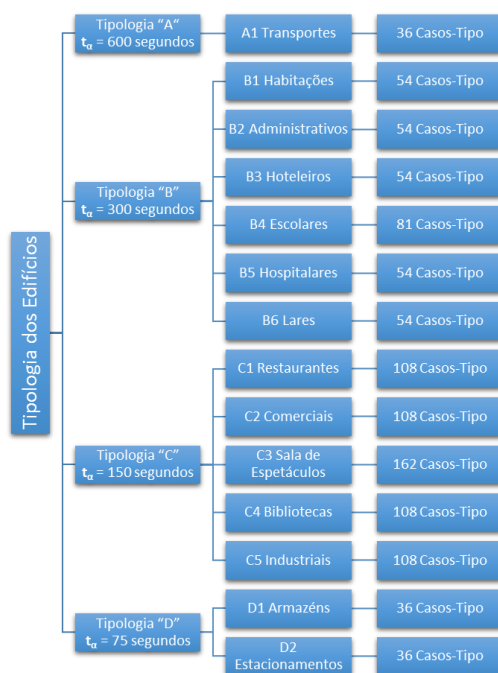 Tipologia dos Edifícios
Tipologia "A"
tα = 600 segundos
A1 Transportes
36 Casos-Tipo
Tipologia "B"
tα = 300 segundos
B1 Habitações
54 Casos-Tipo
B2 Administrativos
54 Casos-Tipo
B3 Hoteleiros
54 Casos-Tipo
B4 Escolares
81 Casos-Tipo
B5 Hospitalares
54 Casos-Tipo
B6 Lares
54 Casos-Tipo
Tipologia "C"
tα = 150 segundos
C1 Restaurantes
108 Casos-Tipo
C2 Comerciais
108 Casos-Tipo
C3 Sala de
Espetáculos
162 Casos-Tipo
C4 Bibliotecas
108 Casos-Tipo
C5 Industriais
108 Casos-Tipo
Tipologia "D"
tα = 75 segundos
D1 Armazéns
36 Casos-Tipo
D2
Estacionamentos
36 Casos-Tipo